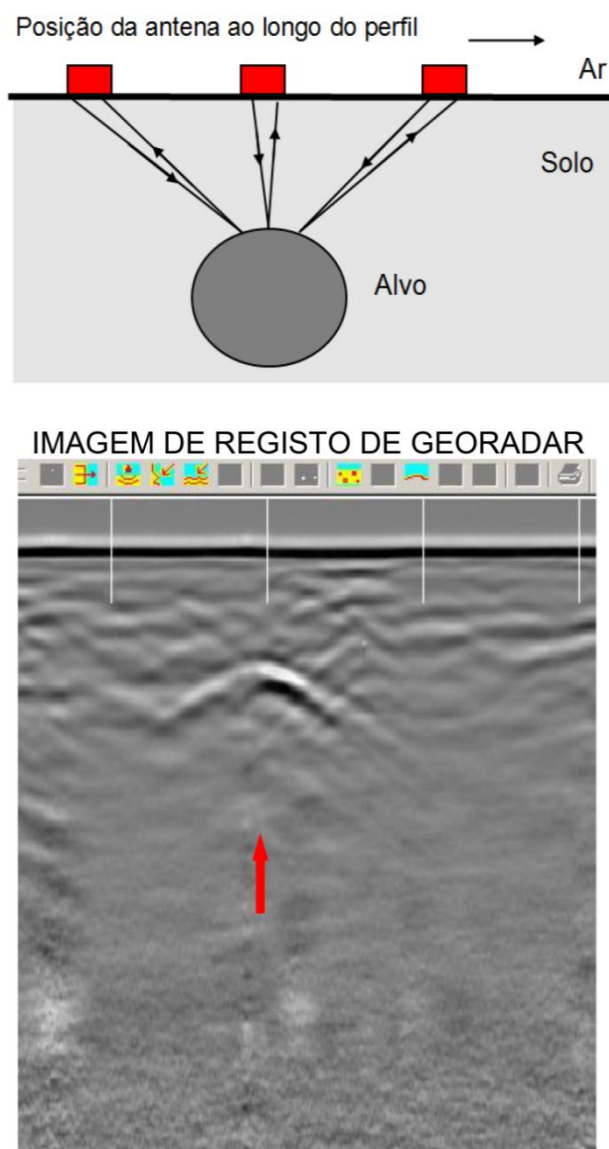 Posição da antena ao longo do perfil
Ar
Solo
Alvo
IMAGEM DE REGISTO DE GEORADAR